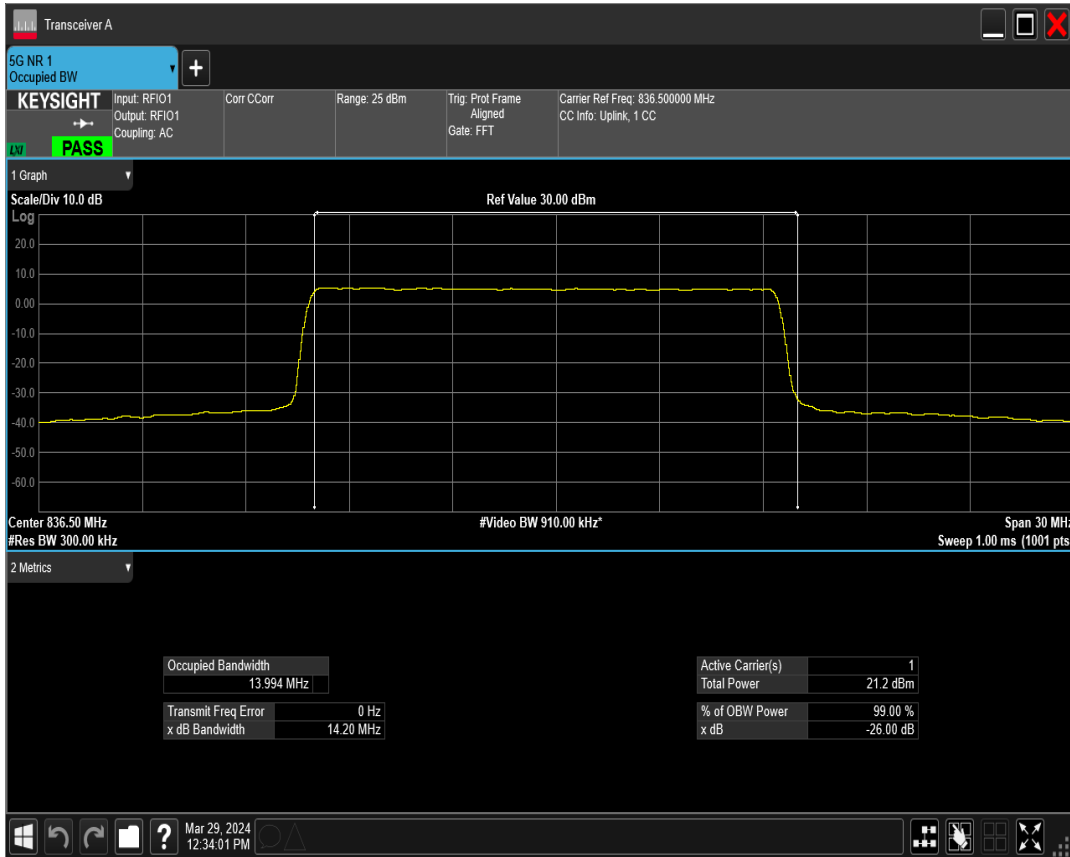 Transceiver A
5G NR 1
Occupied BW
KEYSIGHT
LXI
PASS
Input: RFIO1
Output: RFIO1
Coupling: AC
Corr CCorr
Range: 25 dBm
Trig: Prot Frame
Aligned
Gate: FFT
Carrier Ref Freq: 836.500000 MHz
CC Info: Uplink, 1 CC
1 Graph
Scale/Div 10.0 dB
Ref Value 30.00 dBm
Log
20.0
10.0
0.00
-10.0
-20.0
-30.0
-40.0
-50.0
-60.0
Center 836.50 MHz
#Video BW 910.00 kHz*
Span 30 MHz
#Res BW 300.00 kHz
Sweep 1.00 ms (1001 pts
2 Metrics
Occupied Bandwidth
13.994 MHz
Transmit Freq Error 0 Hz
x dB Bandwidth 14.20 MHz
Active Carrier(s) 1
Total Power 21.2 dBm
% of OBW Power 99.00 %
x dB -26.00 dB
Mar 29, 2024
12:34:01 PM